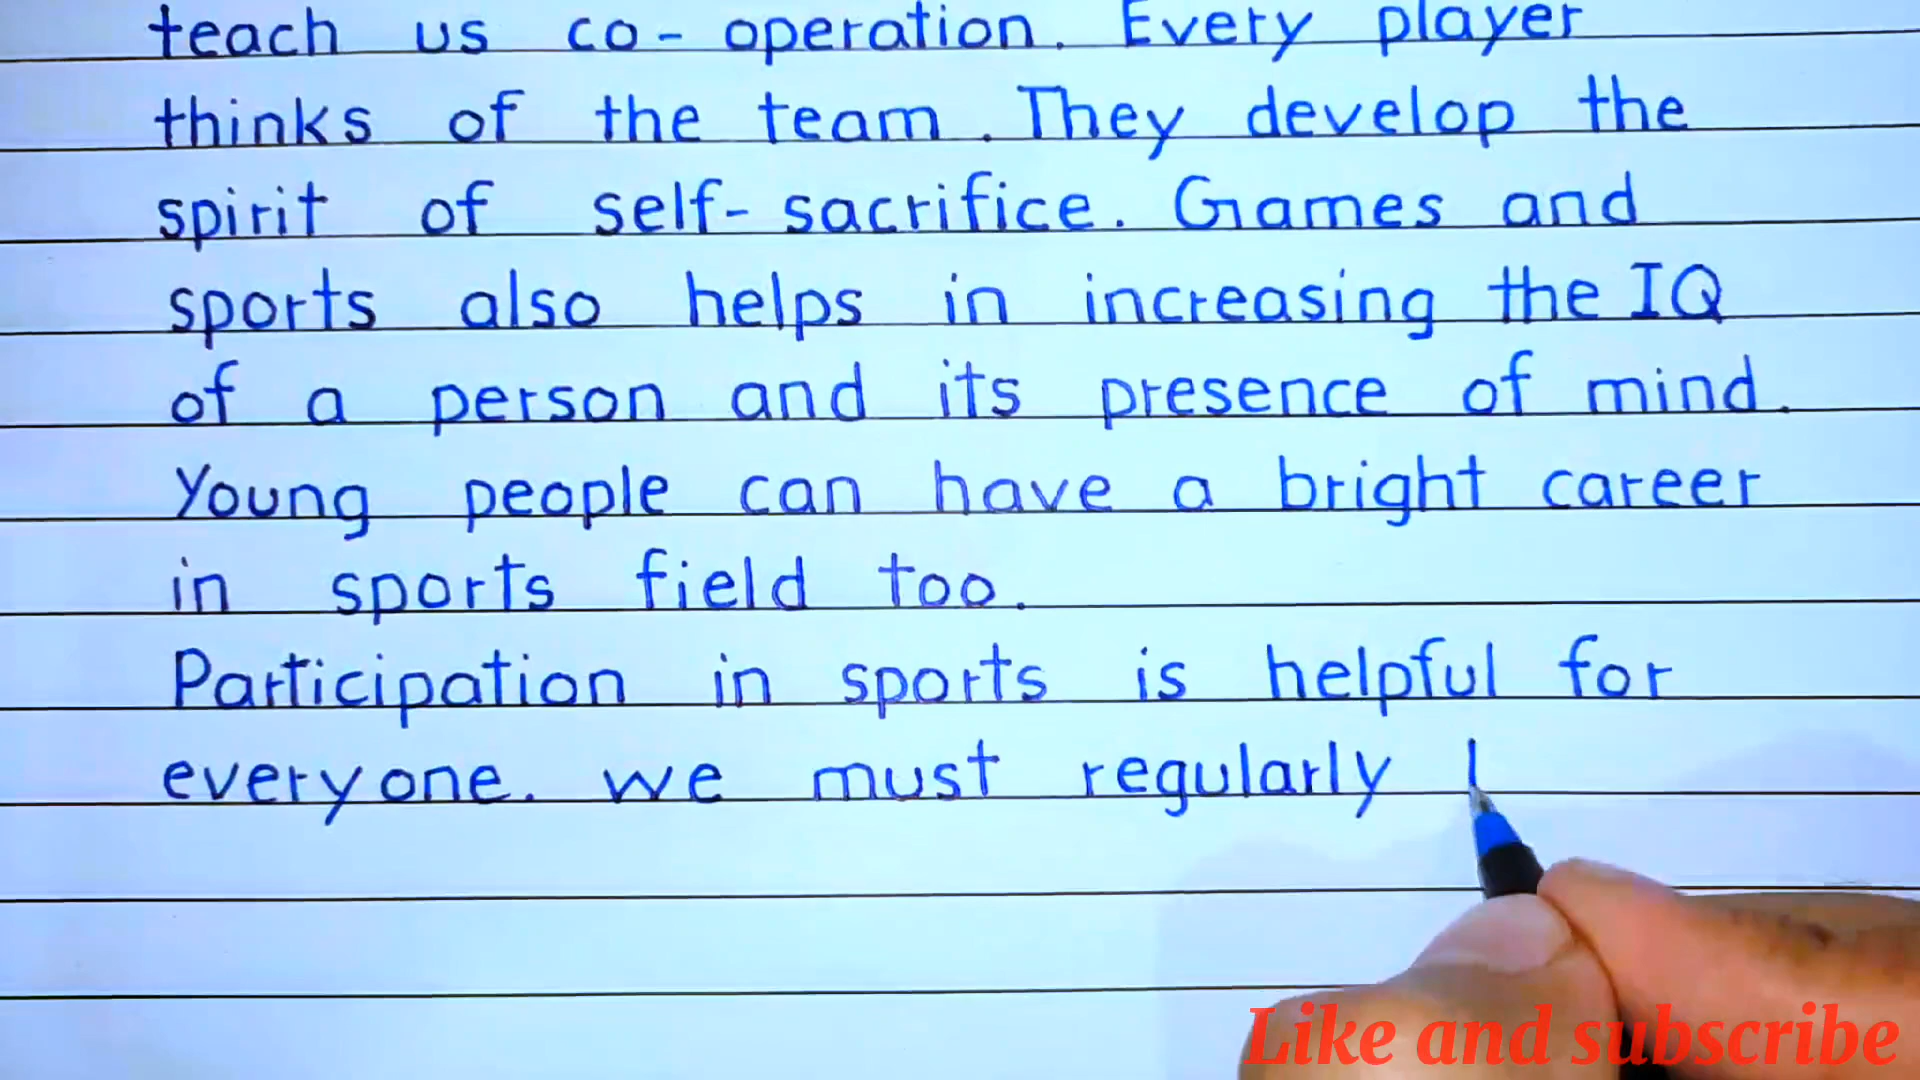 teach us co-operation. Every player
thinks of the team. They develop the
spirit of self-sacrifice. Games and
sports also helps in increasing the IQ
of a person and its presence of mind.
Young people can have a bright career
in sports field too.
Participation in sports is helpful for
everyone. we must regularly
Like and subscribe